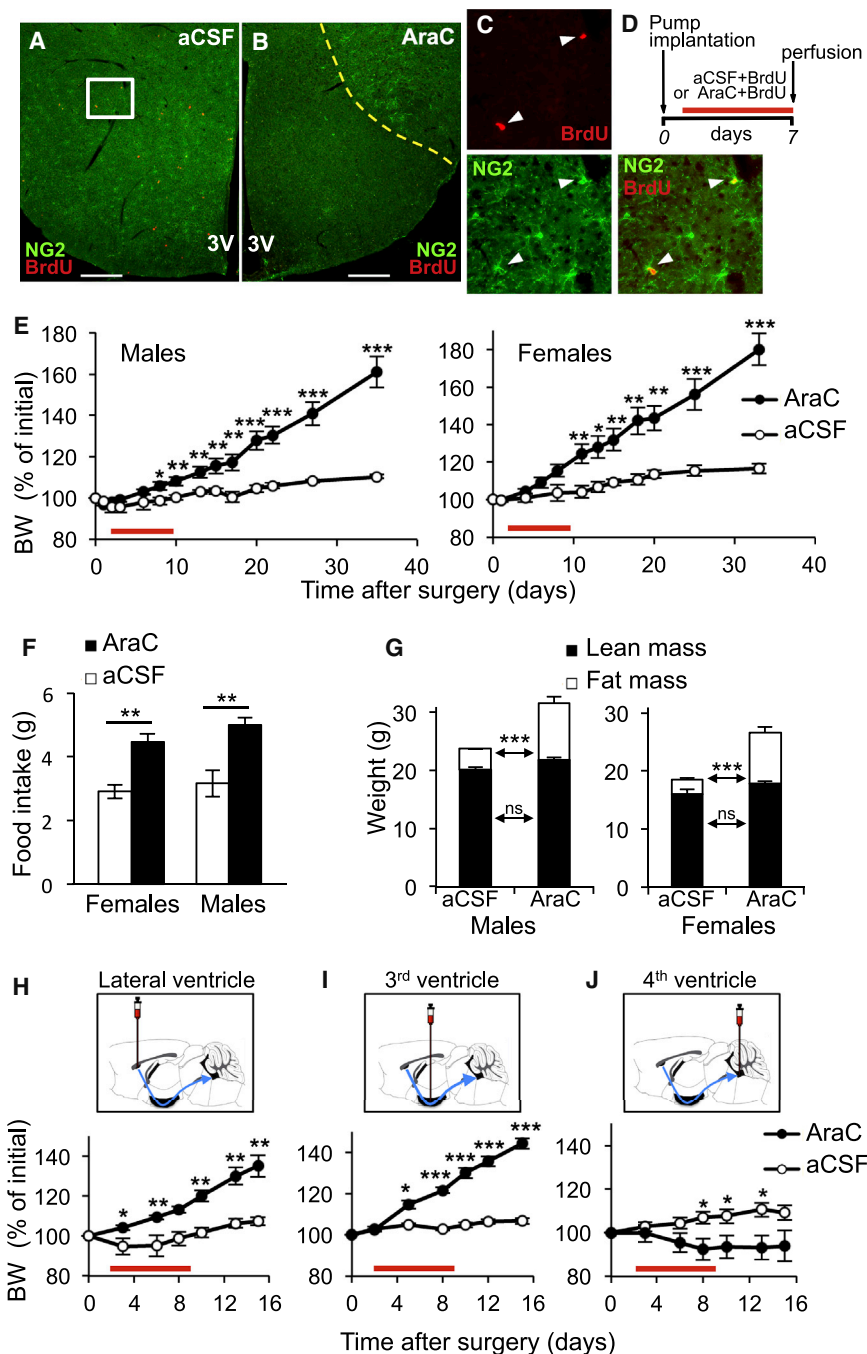 A aCSF B AraC
3V 3V
NG2 NG2
BrdU BrdU
C BrdU
NG2
NG2
BrdU
D Pump
implantation
perfusion
aCSF+BrdU
or AraC+BrdU
0 days 7
E
Males
BW (% of initial)
180
160
140
120
100
80
* ** ** ** ** *** *** *** ***
0 10 20 30 40
Females
180
160
140
120
100
80
** * ** ** ** *** ***
0 10 20 30 40
AraC
aCSF
Time after surgery (days)
F
AraC
aCSF
Food intake (g)
6
4
2
0
** **
Females Males
G
Lean mass
Fat mass
Weight (g)
30
20
10
0
***
ns
aCSF AraC
Males
30
20
10
0
***
ns
aCSF AraC
Females
H Lateral ventricle
I 3rd ventricle
J 4th ventricle
BW (% of initial)
140
120
100
80
* ** ** ** **
0 4 8 12 16
140
120
100
80
* *** *** *** ***
0 4 8 12 16
140
120
100
80
* * *
0 4 8 12 16
AraC
aCSF
Time after surgery (days)